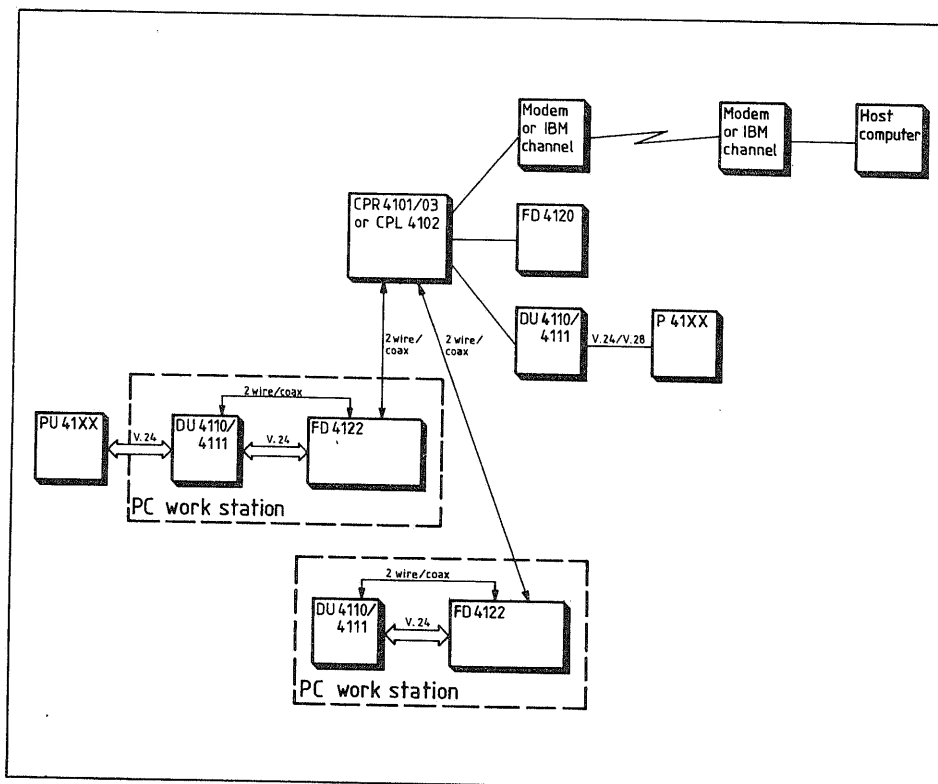 Modem
or IBM
channel
Modem
or IBM
channel
Host
computer
CPR 4101/03
or CPL 4102
FD 4120
DU 4110/
4111
V.24/V.28
P 41XX
2 wire/
coax
2 wire/
coax
2 wire/coax
PU 41XX
V.24
DU 4110/
4111
V.24
FD 4122
PC work station
2 wire/coax
DU 4110/
4111
V.24
FD 4122
PC work station